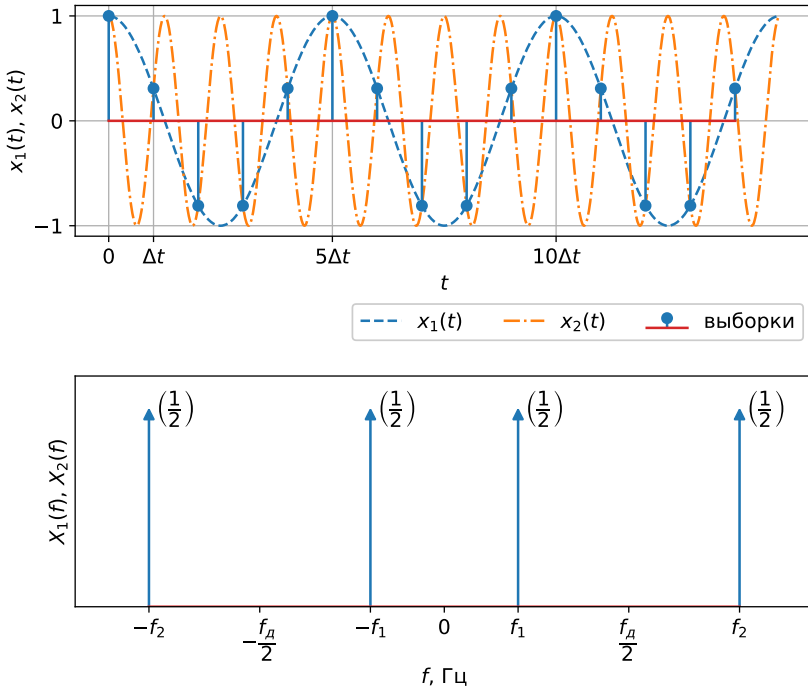 x₁(t), x₂(t)
1
0
−1
0 Δt 5Δt 10Δt
t
x₁(t) x₂(t) выборки
X₁(f), X₂(f)
(1/2) (1/2) (1/2) (1/2)
−f₂ −f_д/2 −f₁ 0 f₁ f_д/2 f₂
f, Гц